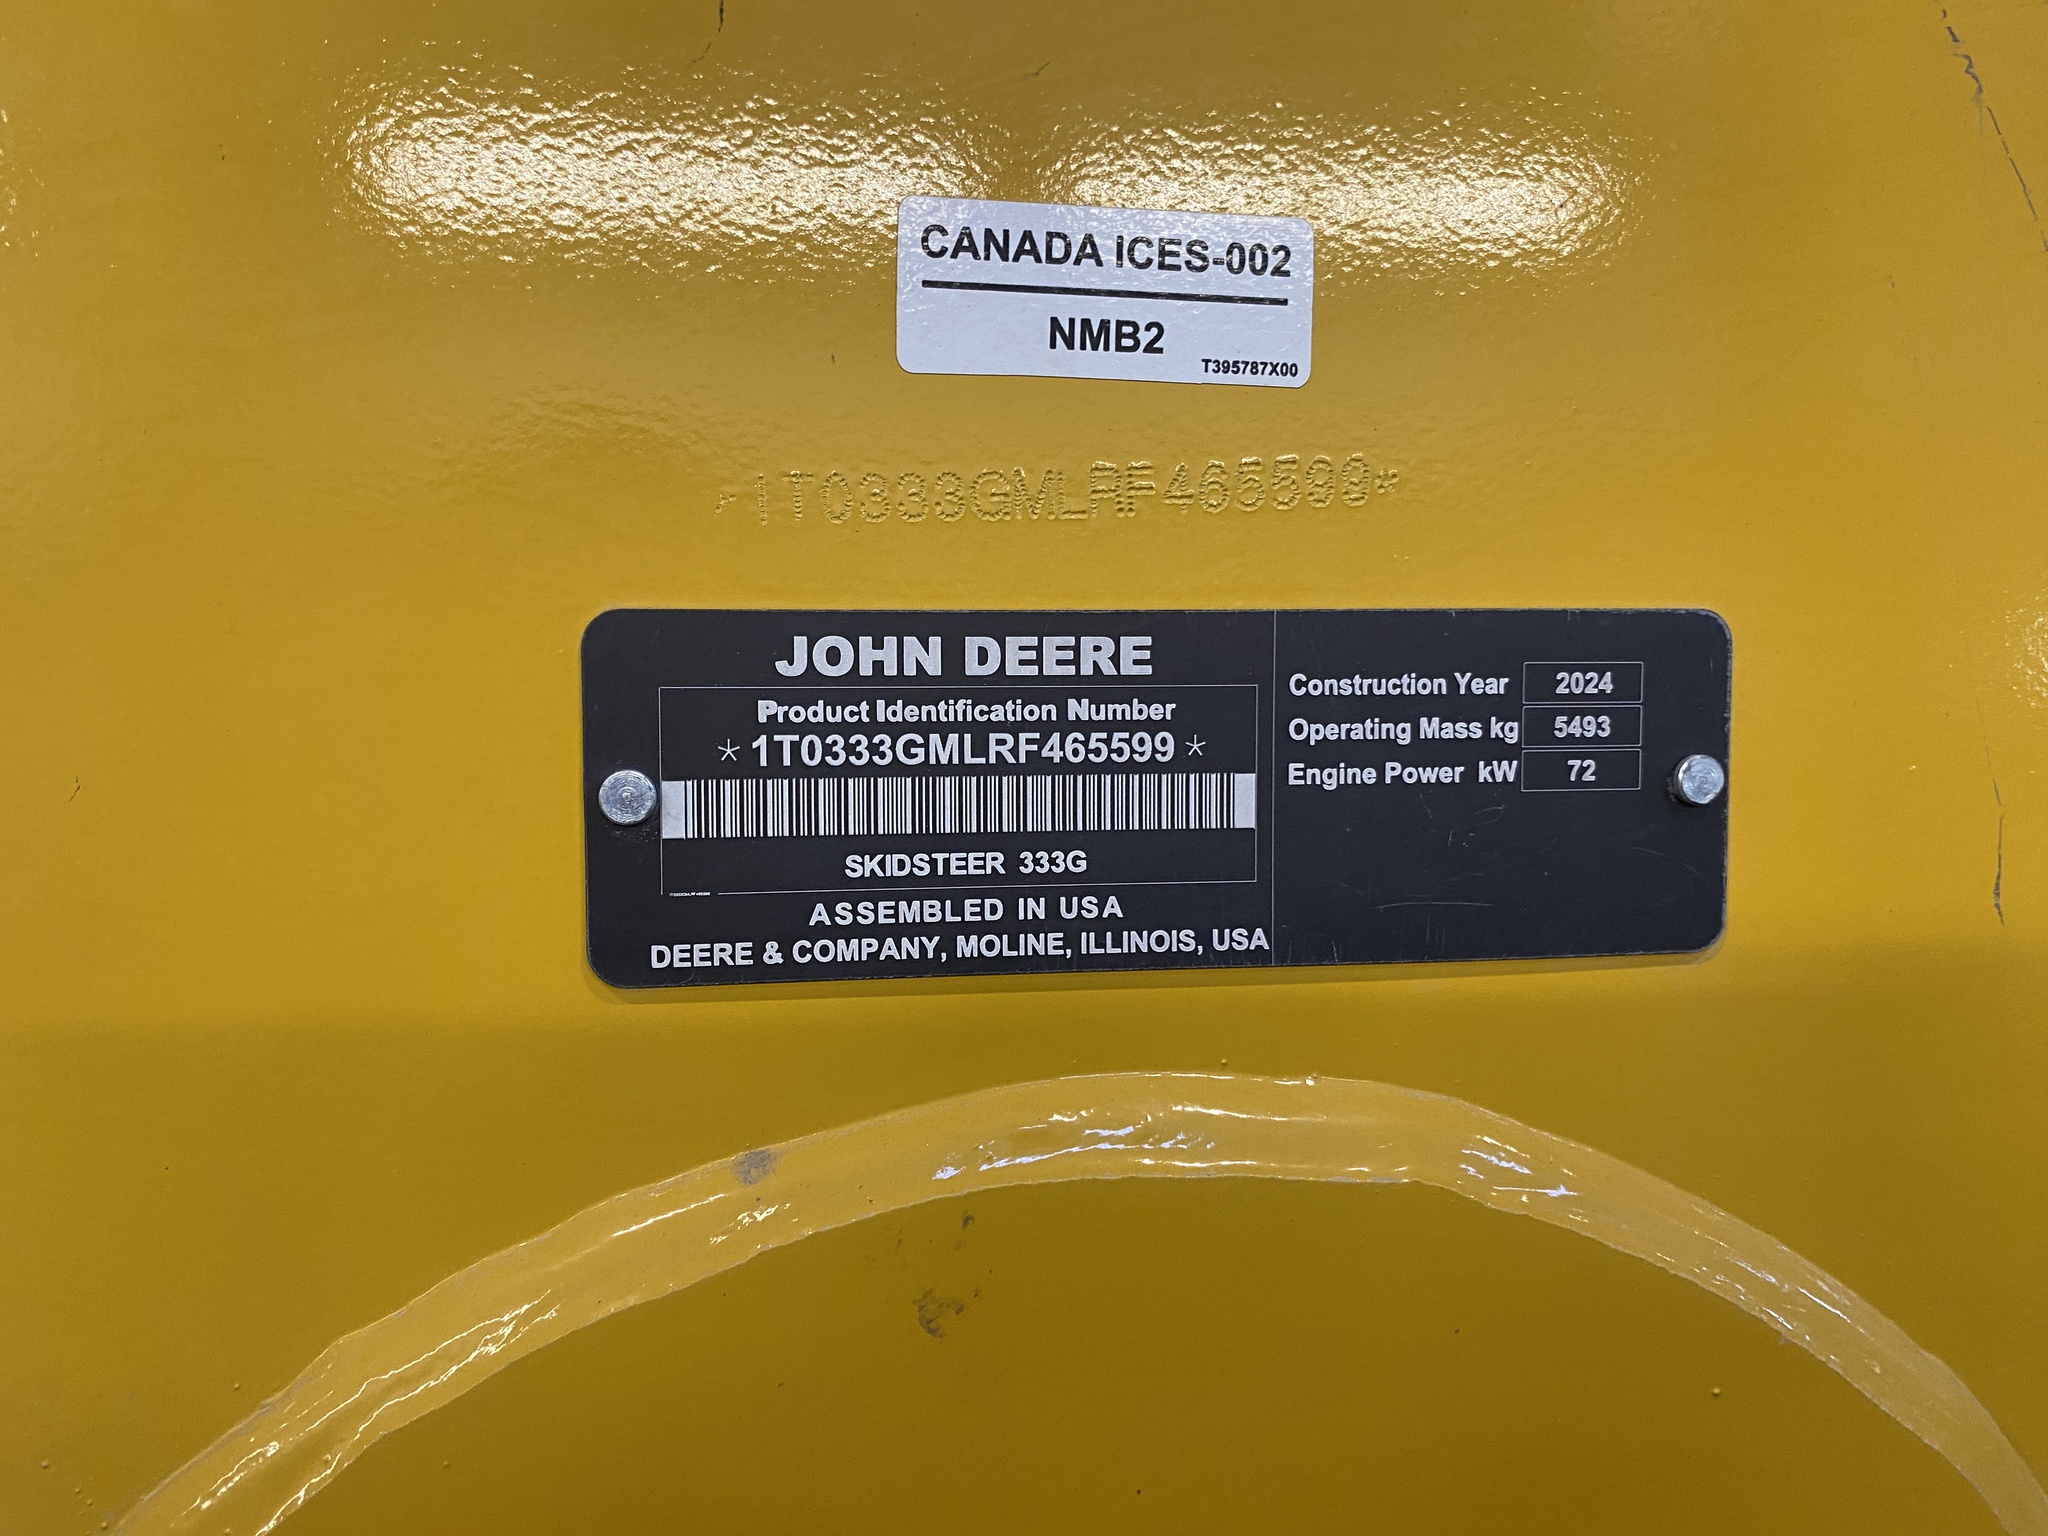 CANADA ICES-002
NMB2
T395787X00
*1T0333GMLRF465599*
JOHN DEERE
Product Identification Number
*1T0333GMLRF465599*
SKIDSTEER 333G
1T0333GMLRF465599
ASSEMBLED IN USA
DEERE & COMPANY, MOLINE, ILLINOIS, USA
Construction Year 2024
Operating Mass kg 5493
Engine Power kW 72